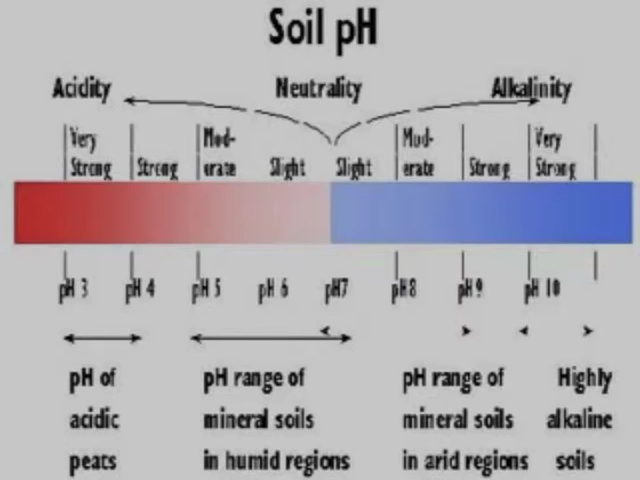 Soil pH
Acidity Neutrality Alkalinity
Very Mod- Mod- Very
Strong Strong erate Slight Slight erate Strong Strong
pH 3 pH 4 pH 5 pH 6 pH7 pH8 pH9 pH 10
pH of pH range of pH range of Highly
acidic mineral soils mineral soils alkaline
peats in humid regions in arid regions soils